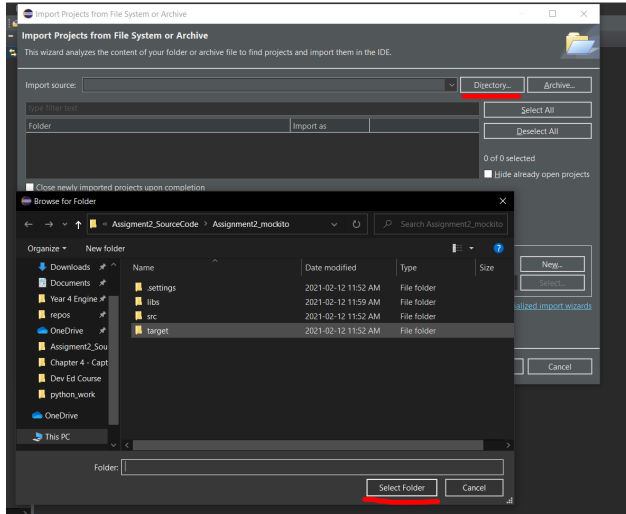 Import Projects from File System or Archive
Import Projects from File System or Archive
This wizard analyzes the content of your folder or archive file to find projects and import them in the IDE.
Import source:
Directory...
Archive...
type filter text
Select All
Folder
Import as
Deselect All
0 of 0 selected
Hide already open projects
Close newly imported projects upon completion
Browse for Folder
« Assigment2_SourceCode > Assignment2_mockito
Search Assignment2_mockito
Organize
New folder
New...
Select...
Downloads
Name
Date modified
Type
Size
Documents
.settings
2021-02-12 11:52 AM
File folder
Year 4 Engine
libs
2021-02-12 11:59 AM
File folder
alized import wizards
repos
src
2021-02-12 11:52 AM
File folder
OneDrive
target
2021-02-12 11:52 AM
File folder
Assigment2_Sou
Chapter 4 - Capt
Cancel
Dev Ed Course
python_work
OneDrive
This PC
Folder:
Select Folder
Cancel